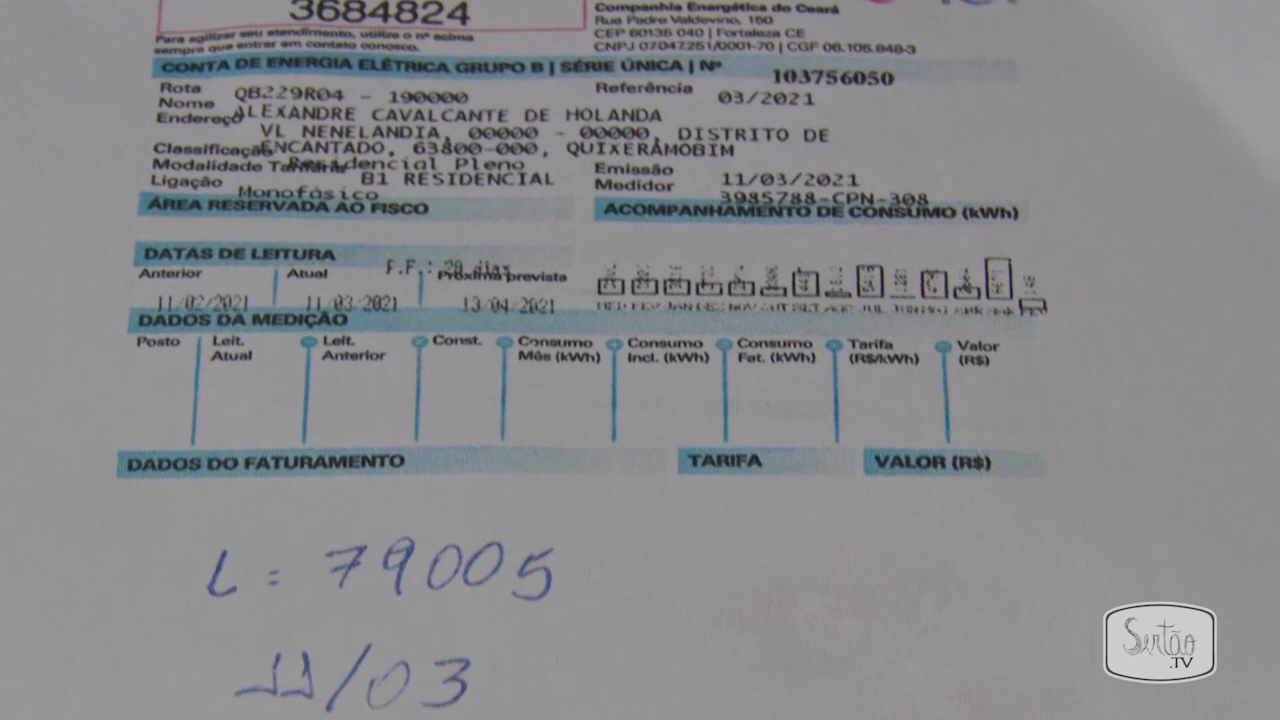 3684824
Para agilizar seu atendimento, utilize o nº acima
sempre que entrar em contato conosco.
Companhia Energética do Ceará
Rua Padre Valdevino, 150
CEP 60135 040 | Fortaleza CE
CNPJ 07047251/0001-70 | CGF 06.105.848-3
CONTA DE ENERGIA ELÉTRICA GRUPO B | SÉRIE ÚNICA | Nº 103756050
Rota QB229R04 - 190000
Referência 03/2021
Nome ALEXANDRE CAVALCANTE DE HOLANDA
Endereço VL NENELANDIA, 00000 - 00000, DISTRITO DE
ENCANTADO, 63800-000, QUIXERAMOBIM
Classificação Residencial Pleno
Modalidade Tarifária B1 RESIDENCIAL
Ligação Monofásico
Emissão 11/03/2021
Medidor 3985788-CPN-308
ÁREA RESERVADA AO FISCO
ACOMPANHAMENTO DE CONSUMO (kWh)
DATAS DE LEITURA
Anterior Atual Próxima prevista
11/02/2021 11/03/2021 13/04/2021
DADOS DA MEDIÇÃO
Posto Leit. Atual Leit. Anterior Const. Consumo Mês (kWh) Consumo Incl. (kWh) Consumo Fat. (kWh) Tarifa (R$/kWh) Valor (R$)
DADOS DO FATURAMENTO TARIFA VALOR (R$)
L = 79005
11/03
Sertão
.TV